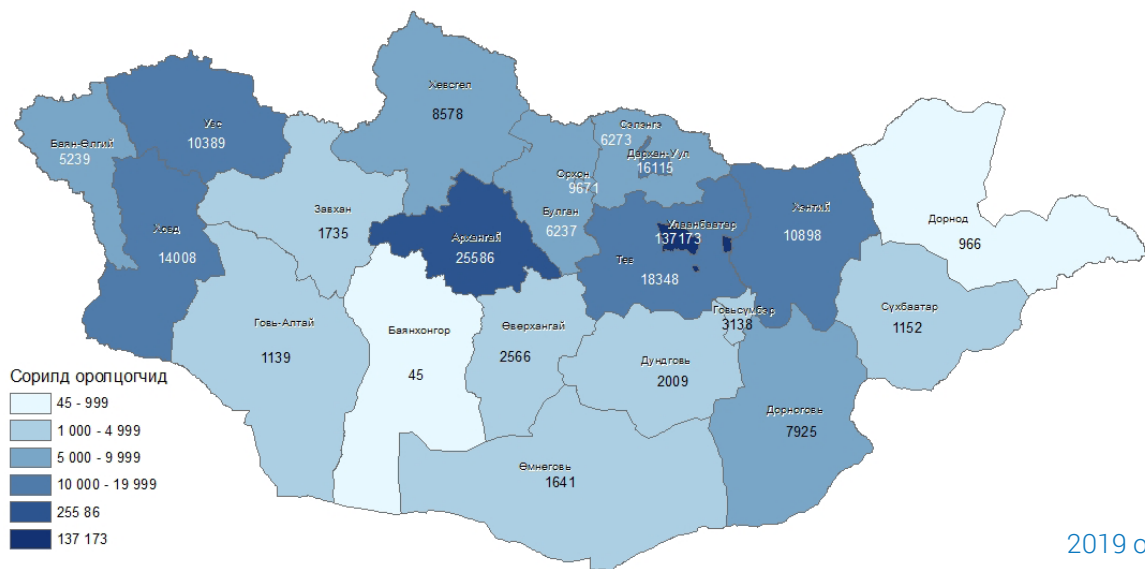 Хөвсгөл
8578
Увс
10389
Баян-Өлгий
5239
Сэлэнгэ
6273
Дархан-Уул
16115
Орхон
9671
Завхан
1735
Булган
6237
Ховд
14008
Архангай
25586
Улаанбаатар
137173
Хэнтий
10898
Дорнод
966
Төв
18348
Говьсүмбэр
3138
Сүхбаатар
1152
Говь-Алтай
1139
Баянхонгор
45
Өверхангай
2566
Дундговь
2009
Дорноговь
7925
Өмнөговь
1641
Сорилд оролцогчид
45 - 999
1 000 - 4 999
5 000 - 9 999
10 000 - 19 999
255 86
137 173
2019 о